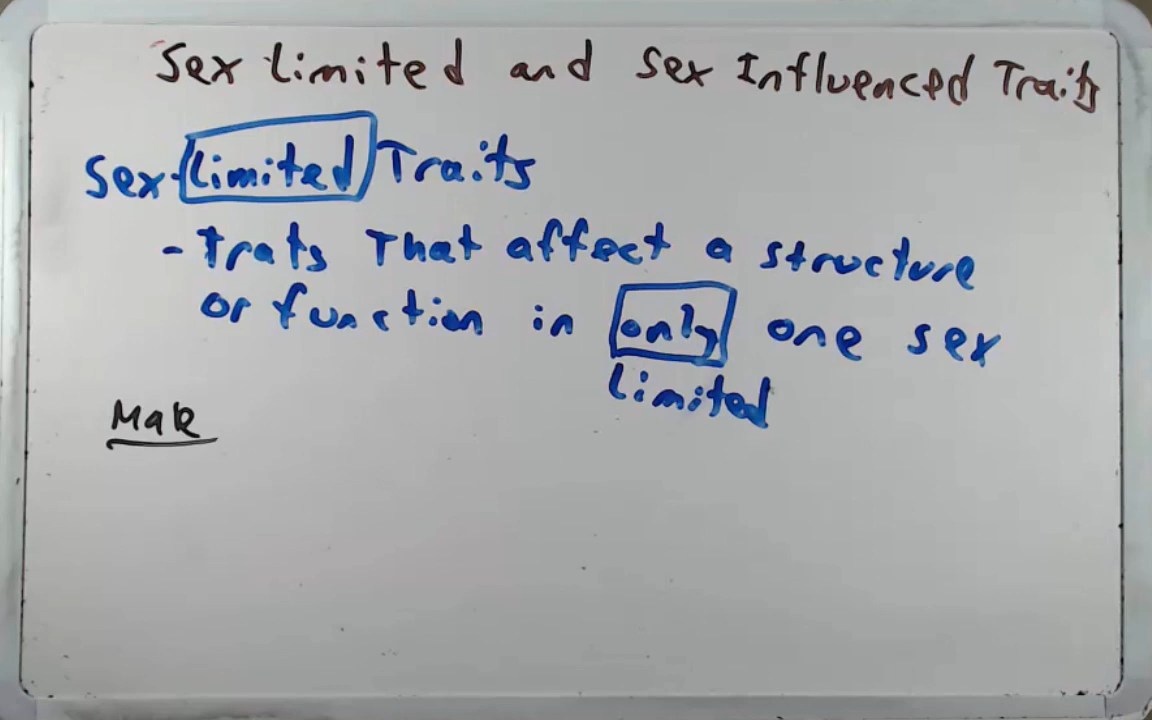 Sex limited and Sex Influenced Traits
Sex-limited Traits
- Trats That affect a structure
or function in only one sex
limited
Male